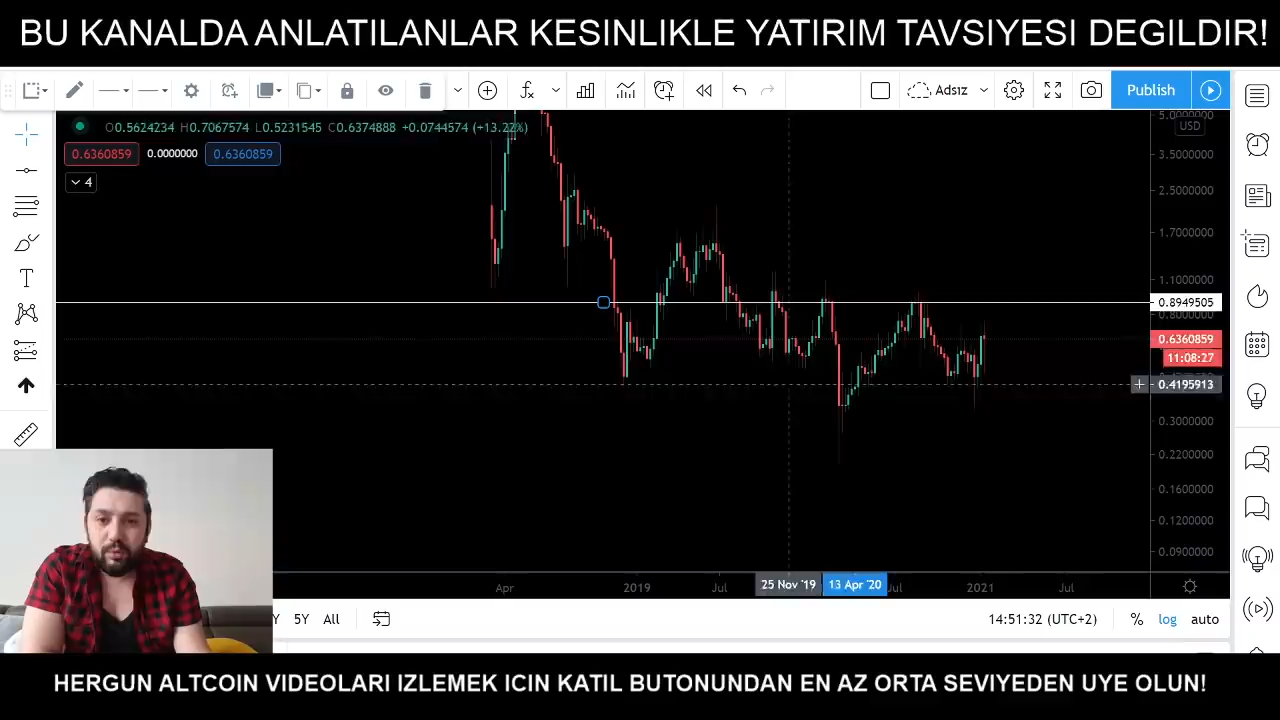 BU KANALDA ANLATILANLAR KESINLIKLE YATIRIM TAVSIYESI DEGILDIR!
Adsız
Publish
O0.5624234 H0.7067574 L0.5231545 C0.6374888 +0.0744574 (+13.22%)
0.6360859 0.0000000 0.6360859
4
5.0000000
USD
3.5000000
2.5000000
1.7000000
1.1000000
0.8949505
0.8000000
0.6360859
11:08:27
0.4195913
0.3000000
0.2200000
0.1600000
0.1200000
0.0900000
Apr 2019 Jul 25 Nov '19 13 Apr '20 Jul 2021 Jul
5Y All 14:51:32 (UTC+2) % log auto
HERGUN ALTCOIN VIDEOLARI IZLEMEK ICIN KATIL BUTONUNDAN EN AZ ORTA SEVIYEDEN UYE OLUN!